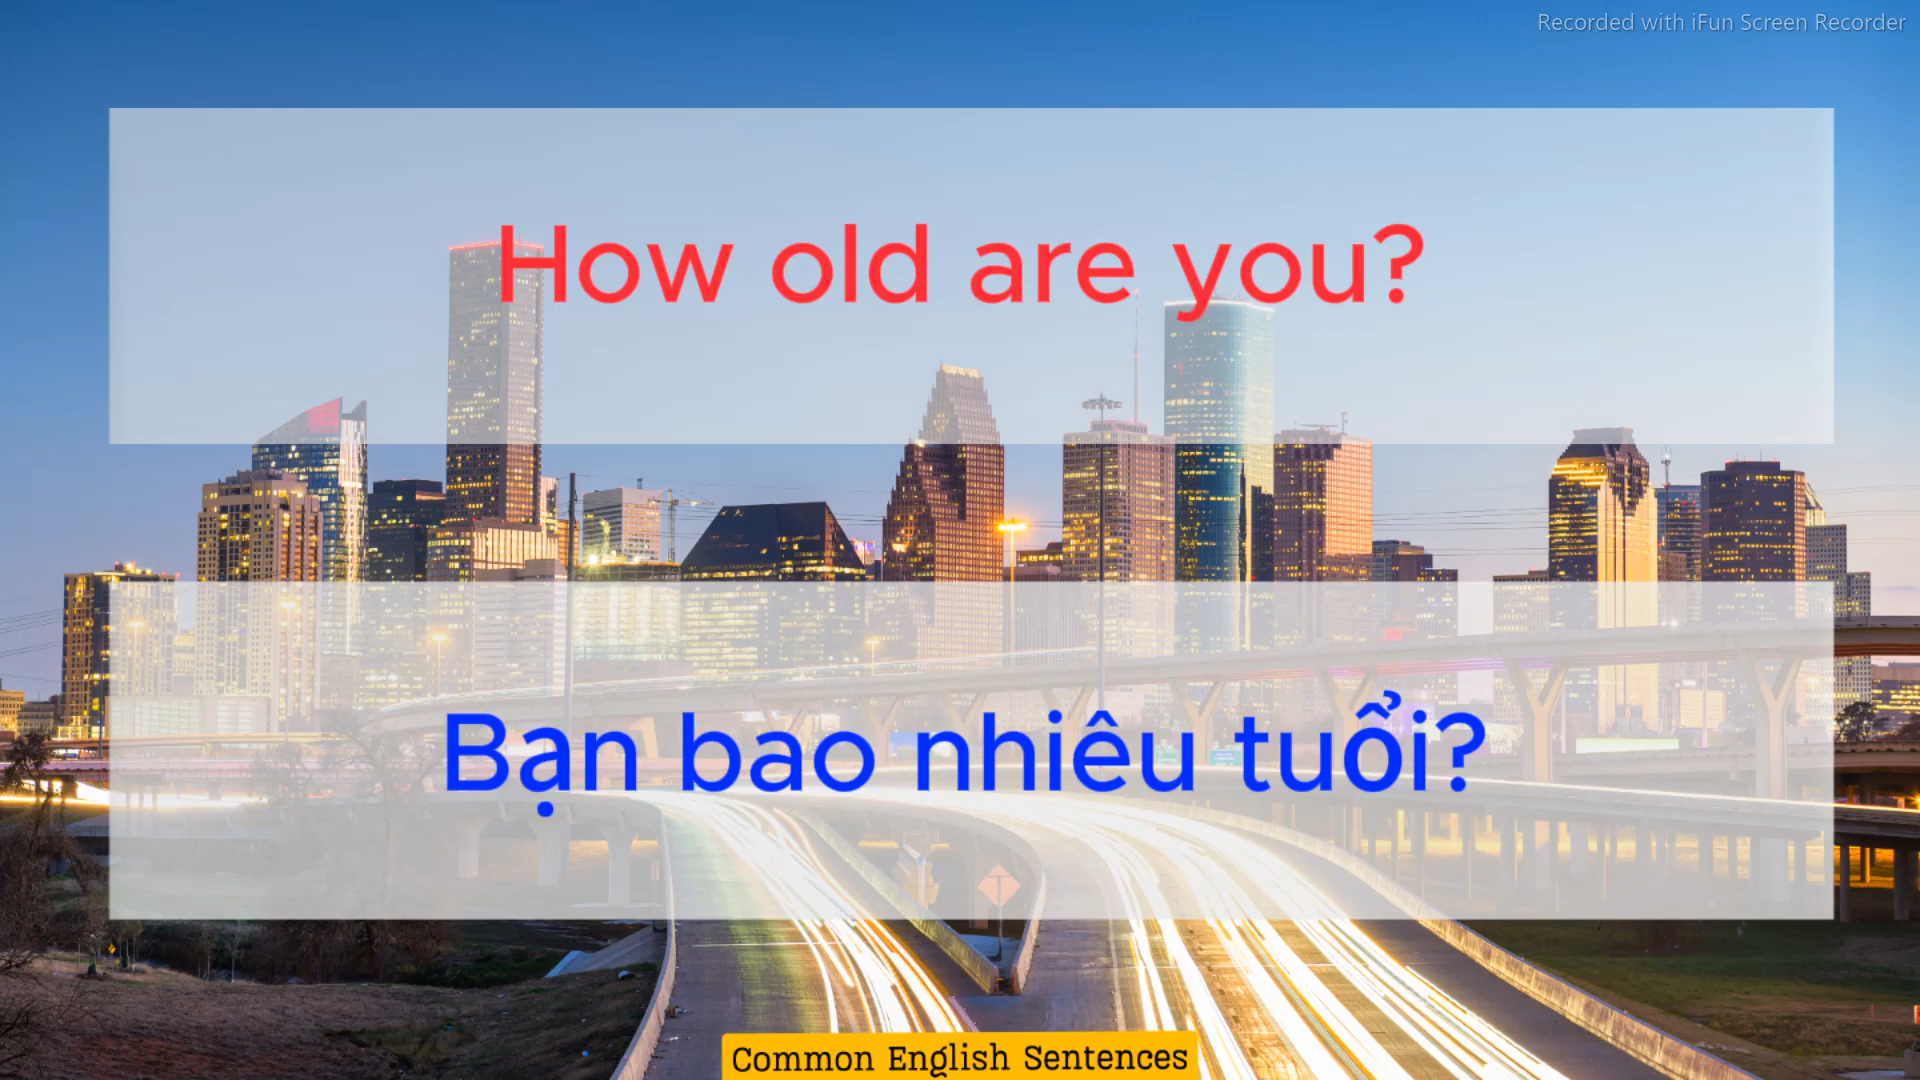 Recorded with iFun Screen Recorder
How old are you?
Bạn bao nhiêu tuổi?
Common English Sentences